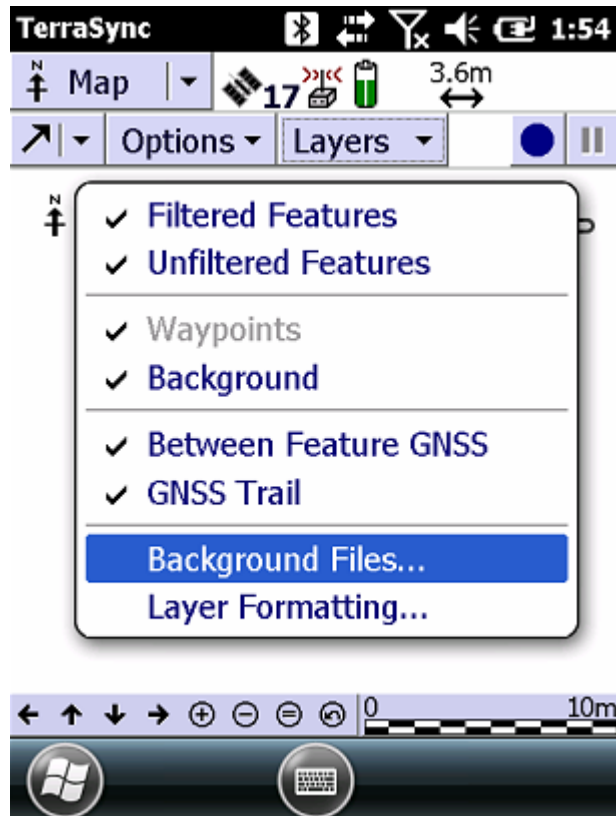 TerraSync 1:54
N Map 17 3.6m
Options Layers
N
Filtered Features
Unfiltered Features
Waypoints
Background
Between Feature GNSS
GNSS Trail
Background Files...
Layer Formatting...
0 10m